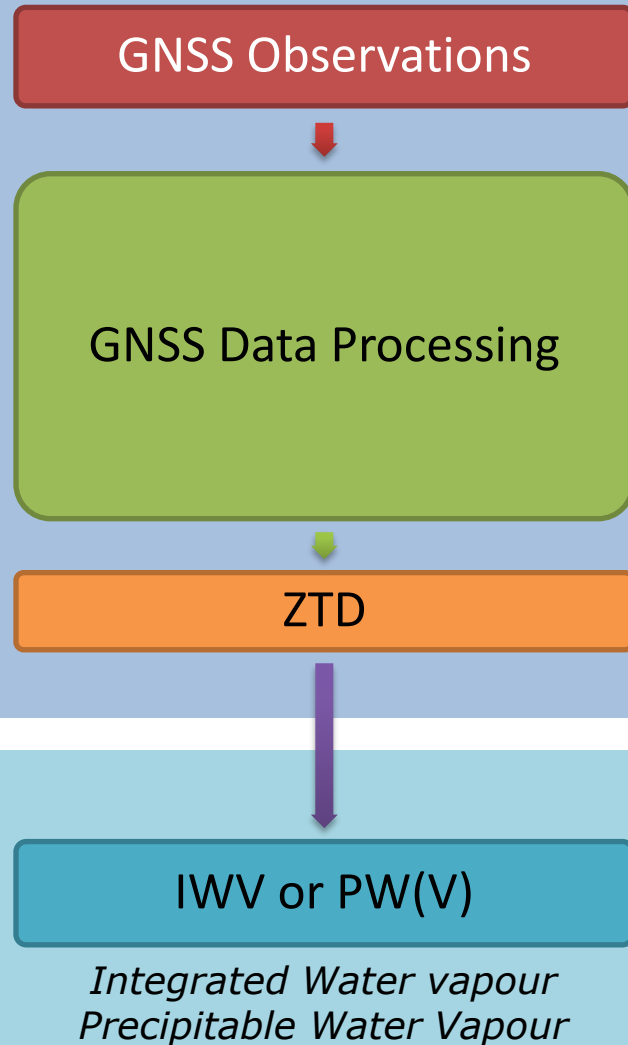 GNSS Observations
GNSS Data Processing
ZTD
IWV or PW(V)
Integrated Water vapour
Precipitable Water Vapour